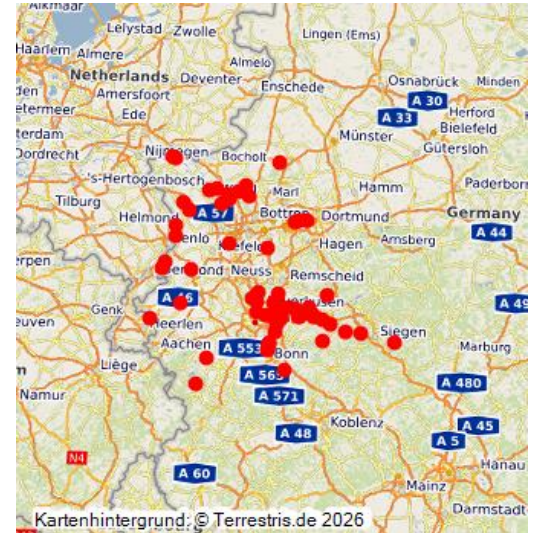 Alkmaar
Lelystad Zwolle
Lingen (Ems)
Haarlem Almere
Almelo
Netherlands Deventer
Osnabrück Minden
Amersfoort
Enschede
A 30
Ede
A 33
Herford
Bielefeld
Münster
Gütersloh
Dordrecht
Nijmegen
Bocholt
's-Hertogenbosch
Marl
Hamm
Paderborn
Tilburg
A 57
Dortmund
Germany
Helmond
A 44
Hagen
Arnsberg
Neuss
Remscheid
Genk
Heerlen
Siegen
Aachen
A 553
Marburg
Liège
Bonn
A 565
A 480
Namur
A 571
Koblenz
A 45
A 48
A 5
N4
Hanau
A 60
Mainz
Darmstadt
Kartenhintergrund: © Terrestris.de 2026